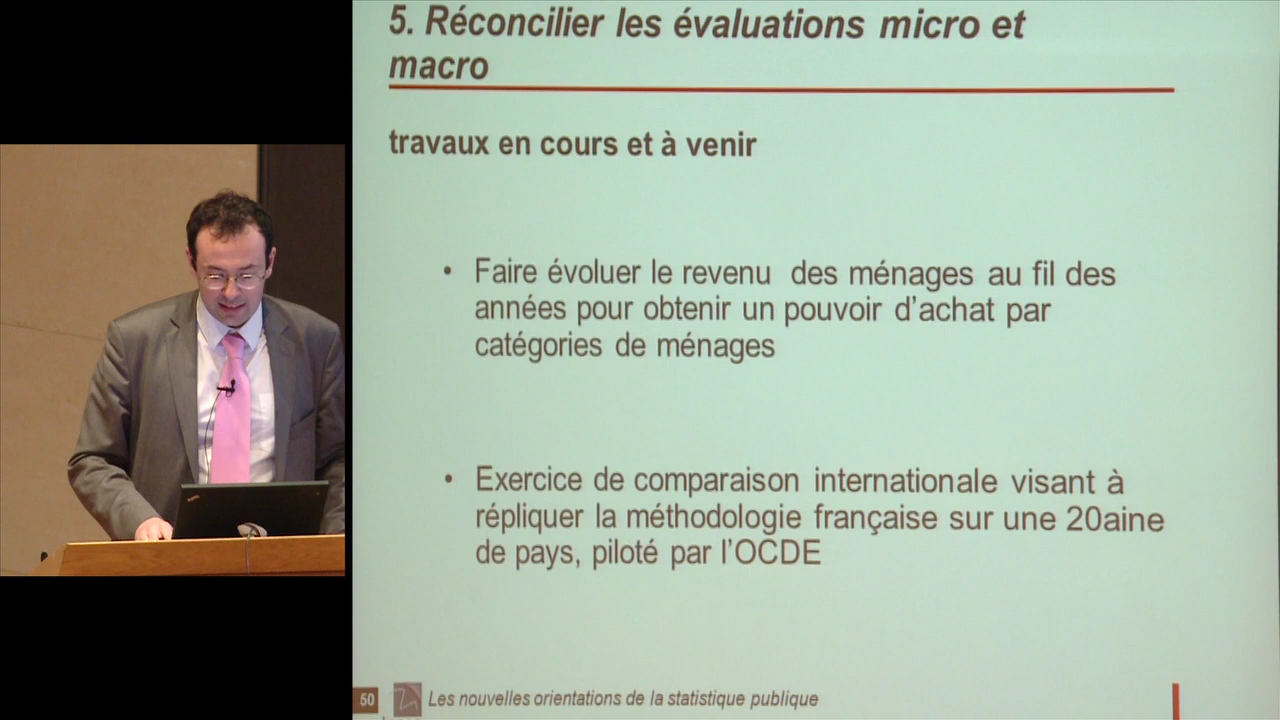 5. Réconcilier les évaluations micro et
macro
travaux en cours et à venir
• Faire évoluer le revenu des ménages au fil des
années pour obtenir un pouvoir d'achat par
catégories de ménages
• Exercice de comparaison internationale visant à
répliquer la méthodologie française sur une 20aine
de pays, piloté par l'OCDE
50
Les nouvelles orientations de la statistique publique